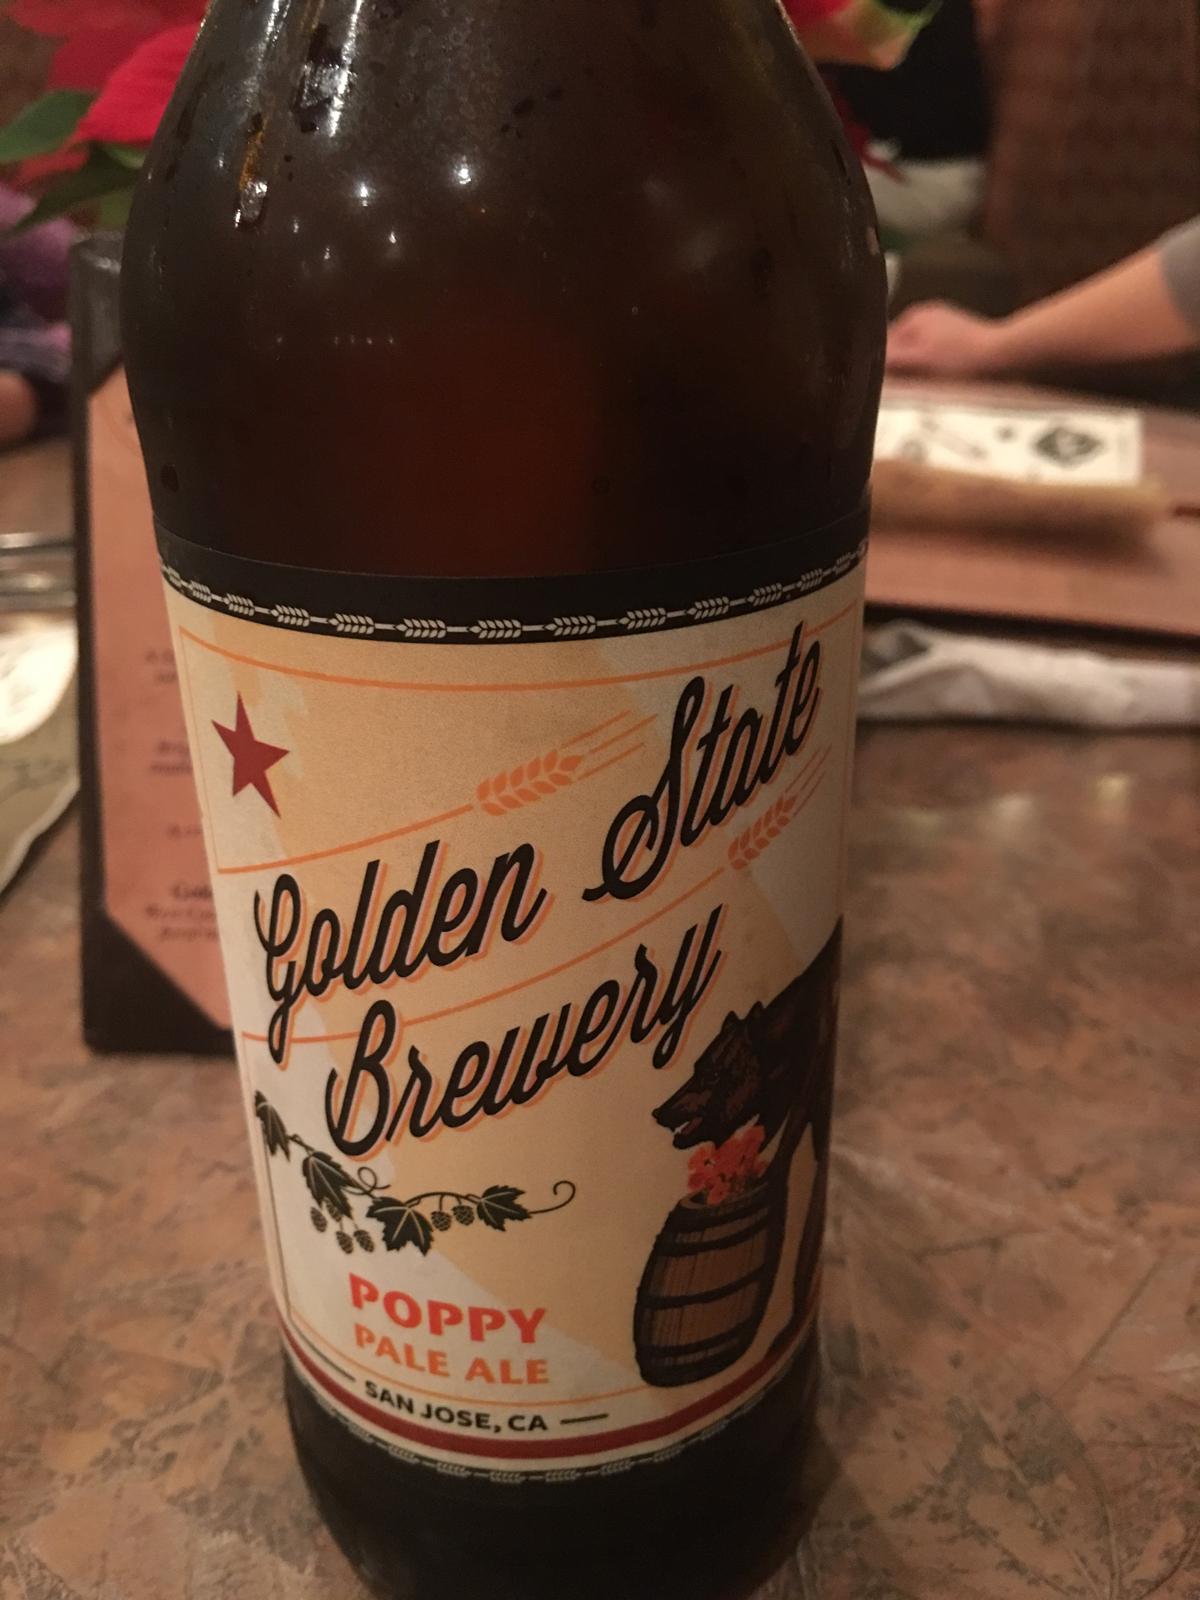 Golden State
Brewery
POPPY
PALE ALE
SAN JOSE, CA